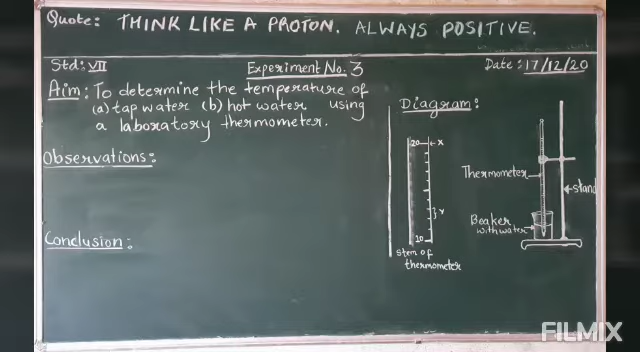 Quote: THINK LIKE A PROTON. ALWAYS POSITIVE.
Std: VII
Experiment No. 3
Date: 17/12/20
Aim: To determine the temperature of
(a) tap water (b) hot water using
a laboratory thermometer.
Observations:
Conclusion:
Diagram:
20 ← X
Y
10
stem of
thermometer
Thermometer
Beaker
with water
stand
FILMIX